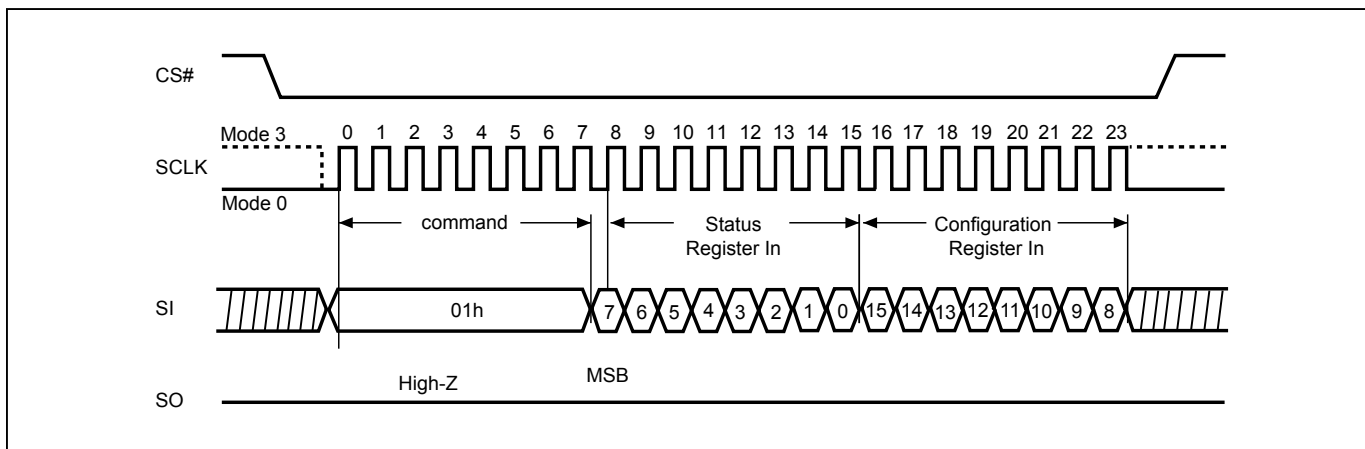 CS#
Mode 3
0 1 2 3 4 5 6 7 8 9 10 11 12 13 14 15 16 17 18 19 20 21 22 23
SCLK
Mode 0
command
Status
Register In
Configuration
Register In
SI
01h
7 6 5 4 3 2 1 0 15 14 13 12 11 10 9 8
High-Z
MSB
SO